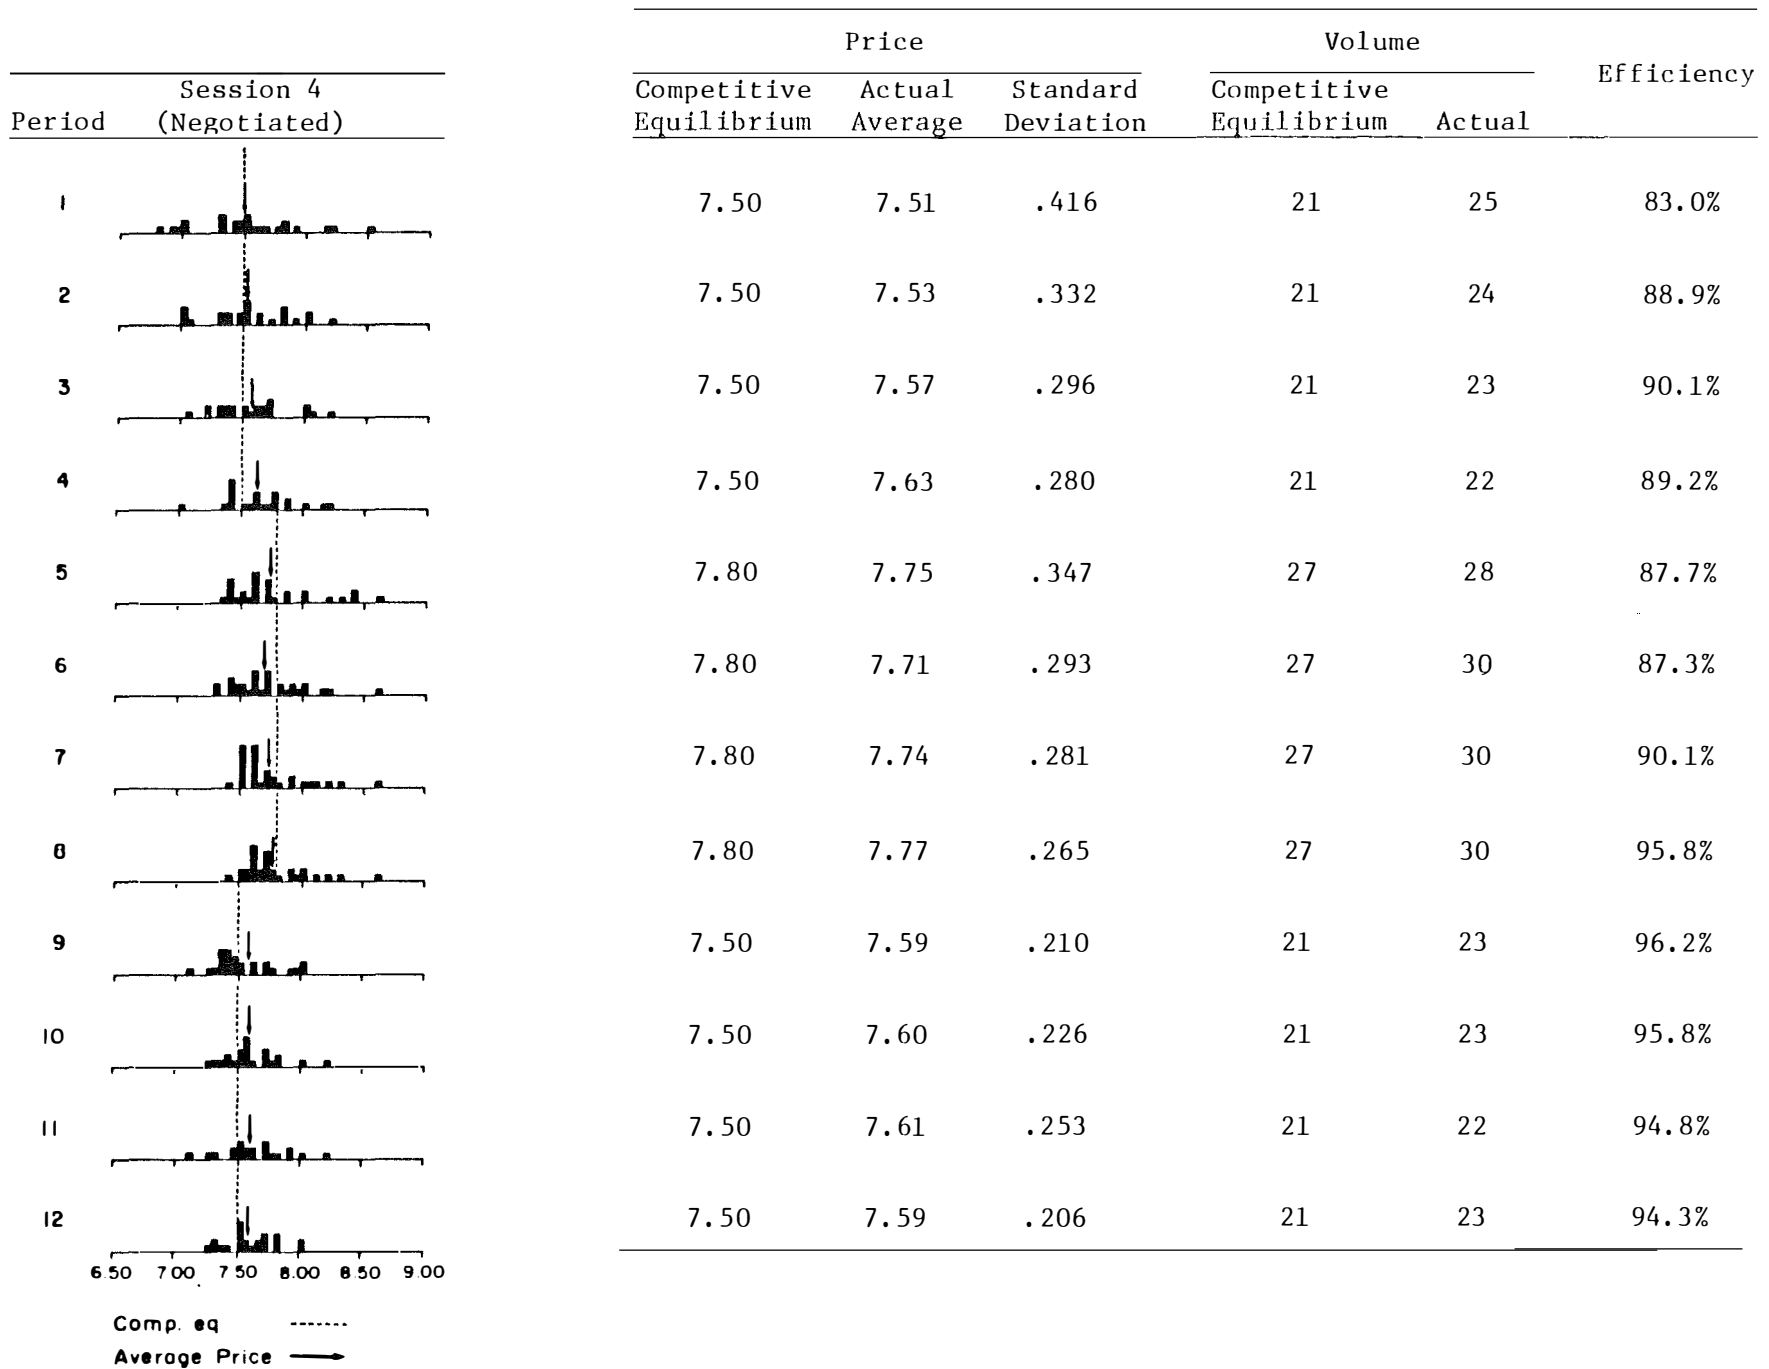 Price Volume Efficiency
Session 4 Competitive Actual Standard Competitive
Period (Negotiated) Equilibrium Average Deviation Equilibrium Actual
1 7.50 7.51 .416 21 25 83.0%
2 7.50 7.53 .332 21 24 88.9%
3 7.50 7.57 .296 21 23 90.1%
4 7.50 7.63 .280 21 22 89.2%
5 7.80 7.75 .347 27 28 87.7%
6 7.80 7.71 .293 27 30 87.3%
7 7.80 7.74 .281 27 30 90.1%
8 7.80 7.77 .265 27 30 95.8%
9 7.50 7.59 .210 21 23 96.2%
10 7.50 7.60 .226 21 23 95.8%
11 7.50 7.61 .253 21 22 94.8%
12 7.50 7.59 .206 21 23 94.3%
6.50 7.00 7.50 8.00 8.50 9.00
Comp. eq
Average Price